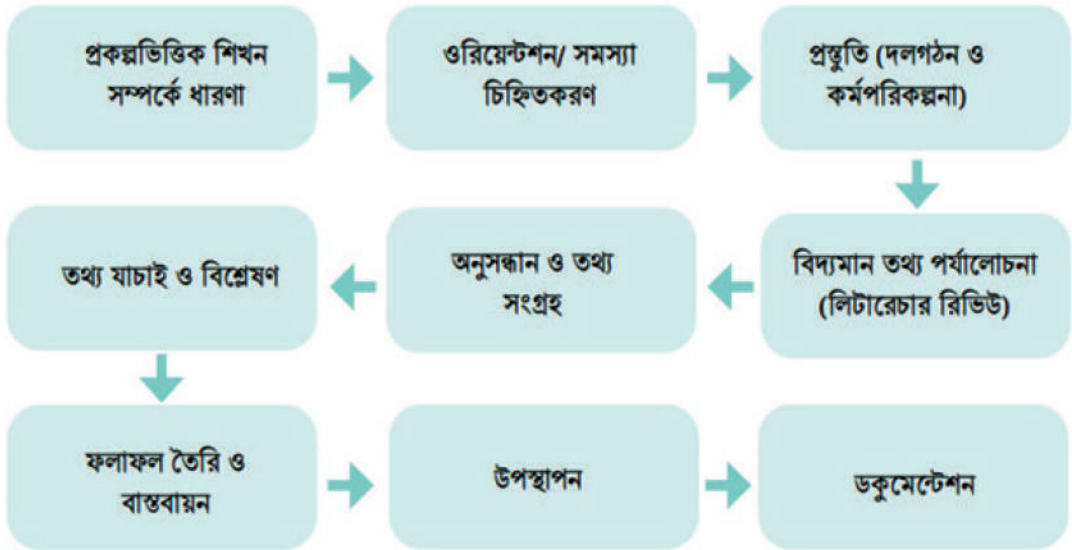 প্রকল্পভিত্তিক শিখন
সম্পর্কে ধারণা
ওরিয়েন্টশন/ সমস্যা
চিহ্নিতকরণ
প্রস্তুতি (দলগঠন ও
কর্মপরিকল্পনা)
বিদ্যমান তথ্য পর্যালোচনা
(লিটারেচার রিভিউ)
অনুসন্ধান ও তথ্য
সংগ্রহ
তথ্য যাচাই ও বিশ্লেষণ
ফলাফল তৈরি ও
বাস্তবায়ন
উপস্থাপন
ডকুমেন্টেশন